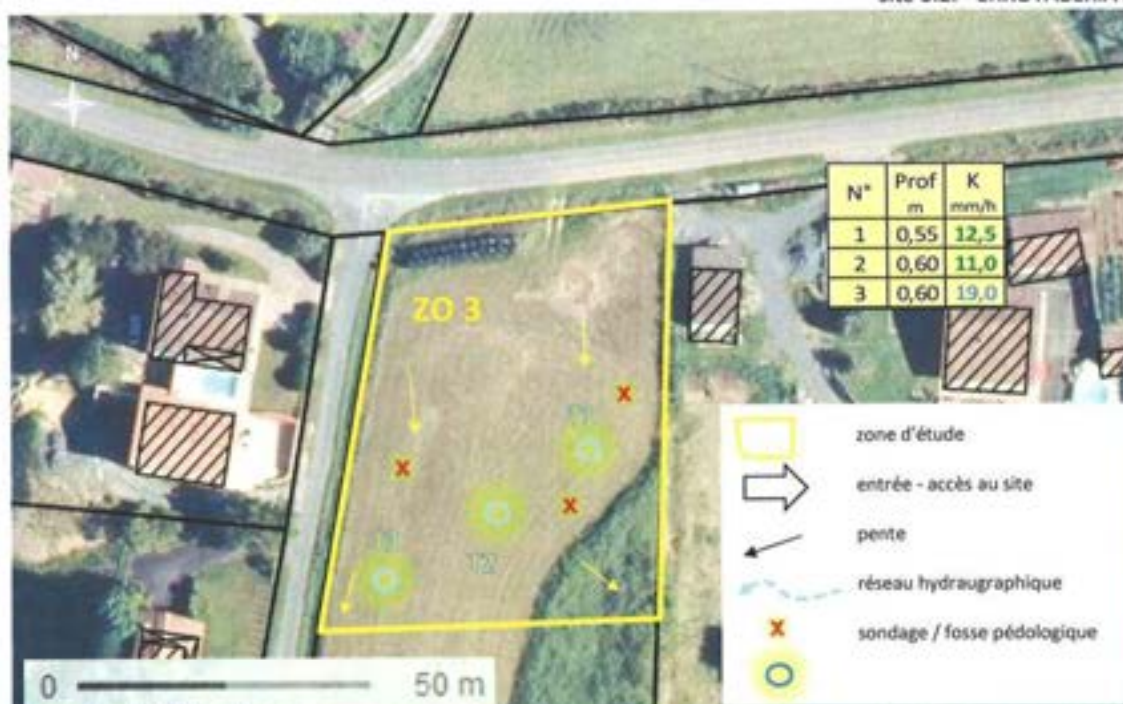 N
N° Prof m K mm/h
1 0,55 12,5
2 0,60 11,0
3 0,60 19,0
ZO 3
T2
zone d'étude
entrée - accès au site
pente
réseau hydraugraphique
sondage / fosse pédologique
0 50 m